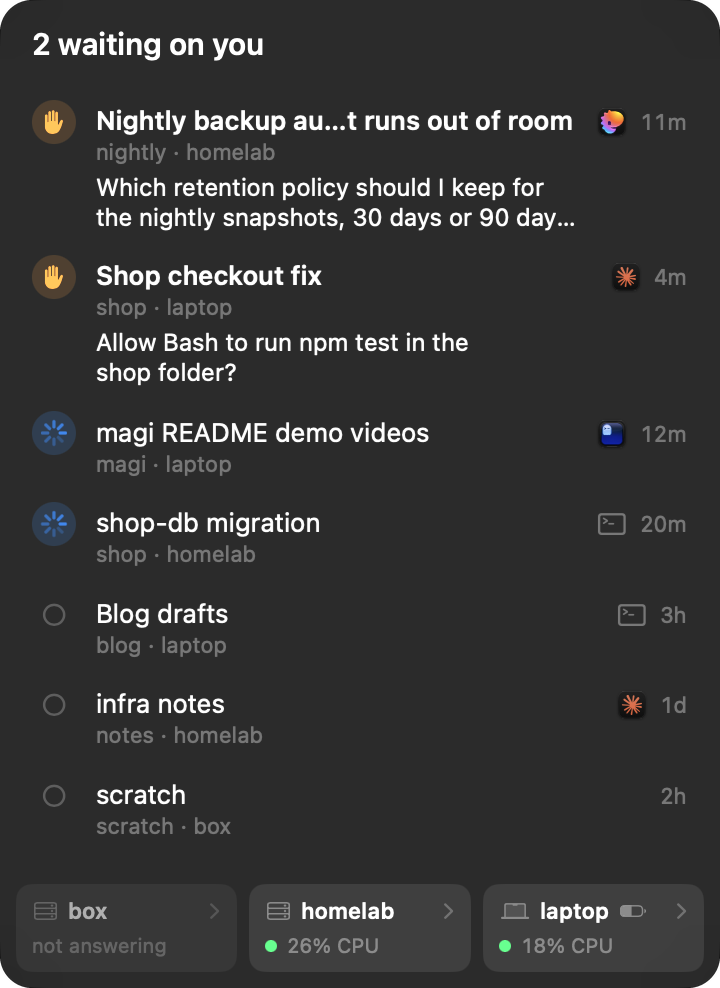 2 waiting on you
Nightly backup au...t runs out of room 11m
nightly · homelab
Which retention policy should I keep for
the nightly snapshots, 30 days or 90 day...
Shop checkout fix 4m
shop · laptop
Allow Bash to run npm test in the
shop folder?
magi README demo videos 12m
magi · laptop
shop-db migration 20m
shop · homelab
Blog drafts 3h
blog · laptop
infra notes 1d
notes · homelab
scratch 2h
scratch · box
box
not answering
homelab
26% CPU
laptop
18% CPU